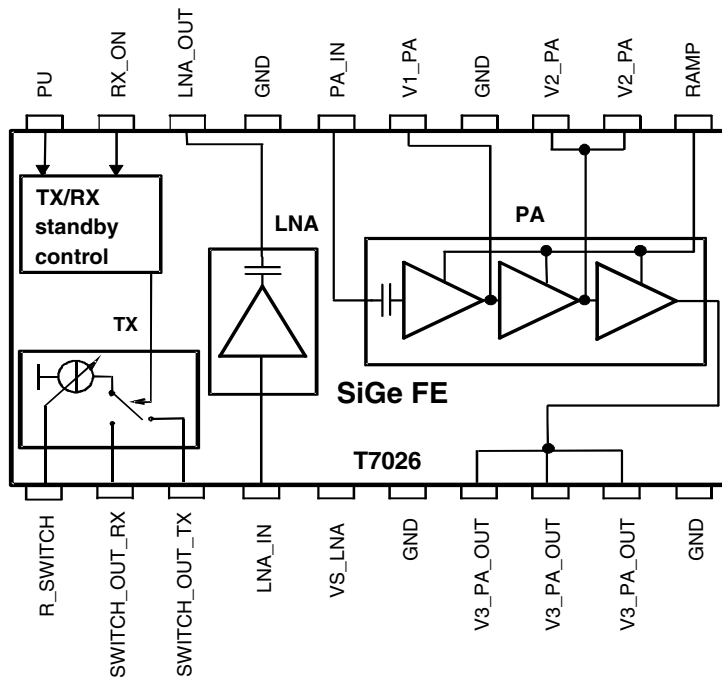 PU
RX_ON
LNA_OUT
GND
PA_IN
V1_PA
GND
V2_PA
V2_PA
RAMP
TX/RX
standby
control
LNA
PA
TX
SiGe FE
T7026
R_SWITCH
SWITCH_OUT_RX
SWITCH_OUT_TX
LNA_IN
VS_LNA
GND
V3_PA_OUT
V3_PA_OUT
V3_PA_OUT
GND